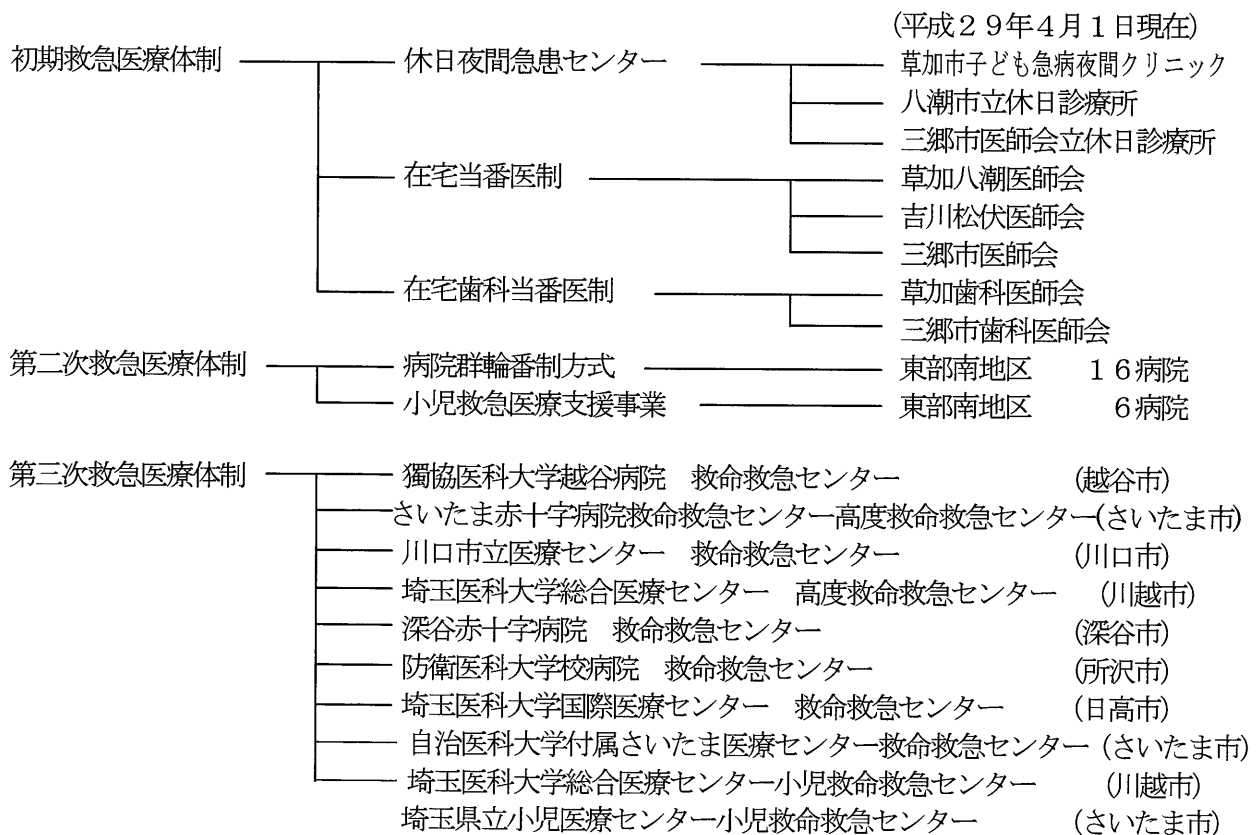 (平成２９年４月１日現在)
初期救急医療体制 休日夜間急患センター 草加市子ども急病夜間クリニック
八潮市立休日診療所
三郷市医師会立休日診療所
在宅当番医制 草加八潮医師会
吉川松伏医師会
三郷市医師会
在宅歯科当番医制 草加歯科医師会
三郷市歯科医師会
第二次救急医療体制 病院群輪番制方式 東部南地区 １６病院
小児救急医療支援事業 東部南地区 ６病院
第三次救急医療体制 獨協医科大学越谷病院 救命救急センター (越谷市)
さいたま赤十字病院救命救急センター高度救命救急センター(さいたま市)
川口市立医療センター 救命救急センター (川口市)
埼玉医科大学総合医療センター 高度救命救急センター (川越市)
深谷赤十字病院 救命救急センター (深谷市)
防衛医科大学校病院 救命救急センター (所沢市)
埼玉医科大学国際医療センター 救命救急センター (日高市)
自治医科大学付属さいたま医療センター救命救急センター (さいたま市)
埼玉医科大学総合医療センター小児救命救急センター (川越市)
埼玉県立小児医療センター小児救命救急センター (さいたま市)